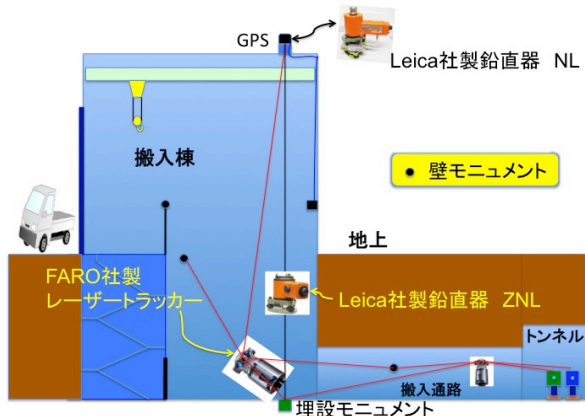 GPS
Leica社製鉛直器 NL
搬入棟
壁モニュメント
地上
FARO社製
レーザートラッカー
Leica社製鉛直器 ZNL
トンネル
搬入通路
埋設モニュメント